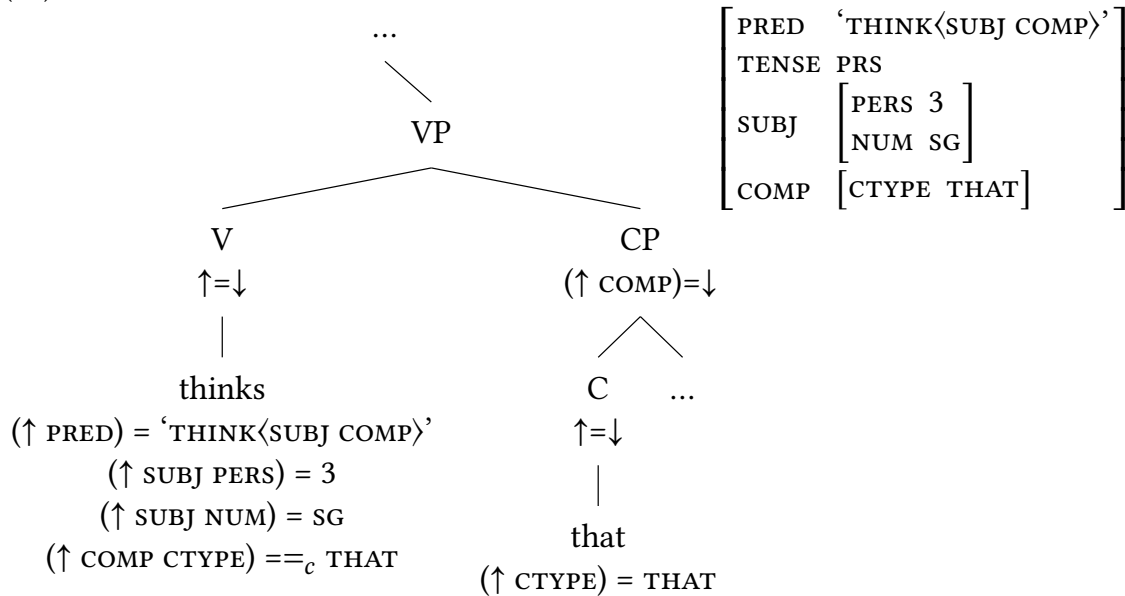 ...
VP
V
↑=↓
thinks
(↑ PRED) = ‘THINK⟨SUBJ COMP⟩’
(↑ SUBJ PERS) = 3
(↑ SUBJ NUM) = SG
(↑ COMP CTYPE) ==c THAT
CP
(↑ COMP)=↓
C
↑=↓
that
(↑ CTYPE) = THAT
...
PRED ‘THINK⟨SUBJ COMP⟩’
TENSE PRS
SUBJ [PERS 3
NUM SG]
COMP [CTYPE THAT]